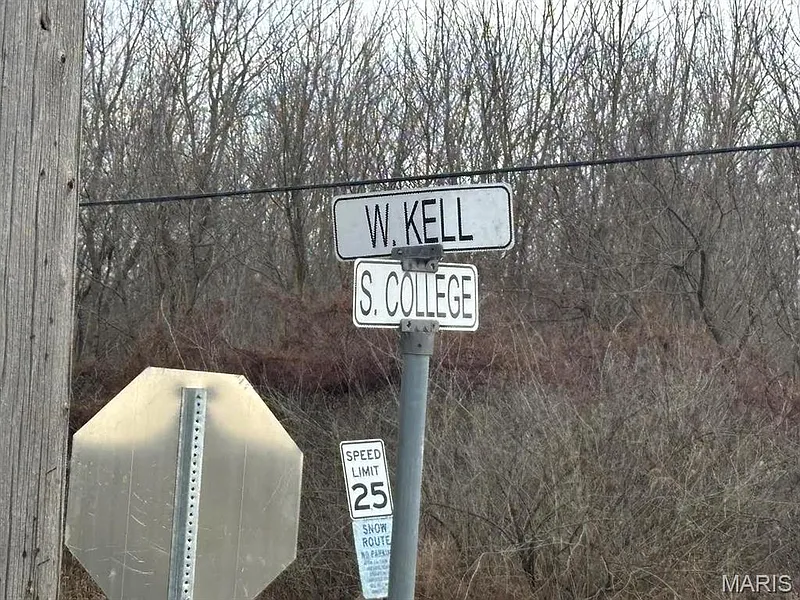 W. KELL
S. COLLEGE
SPEED
LIMIT
25
SNOW
ROUTE
NO PARKING
MARIS